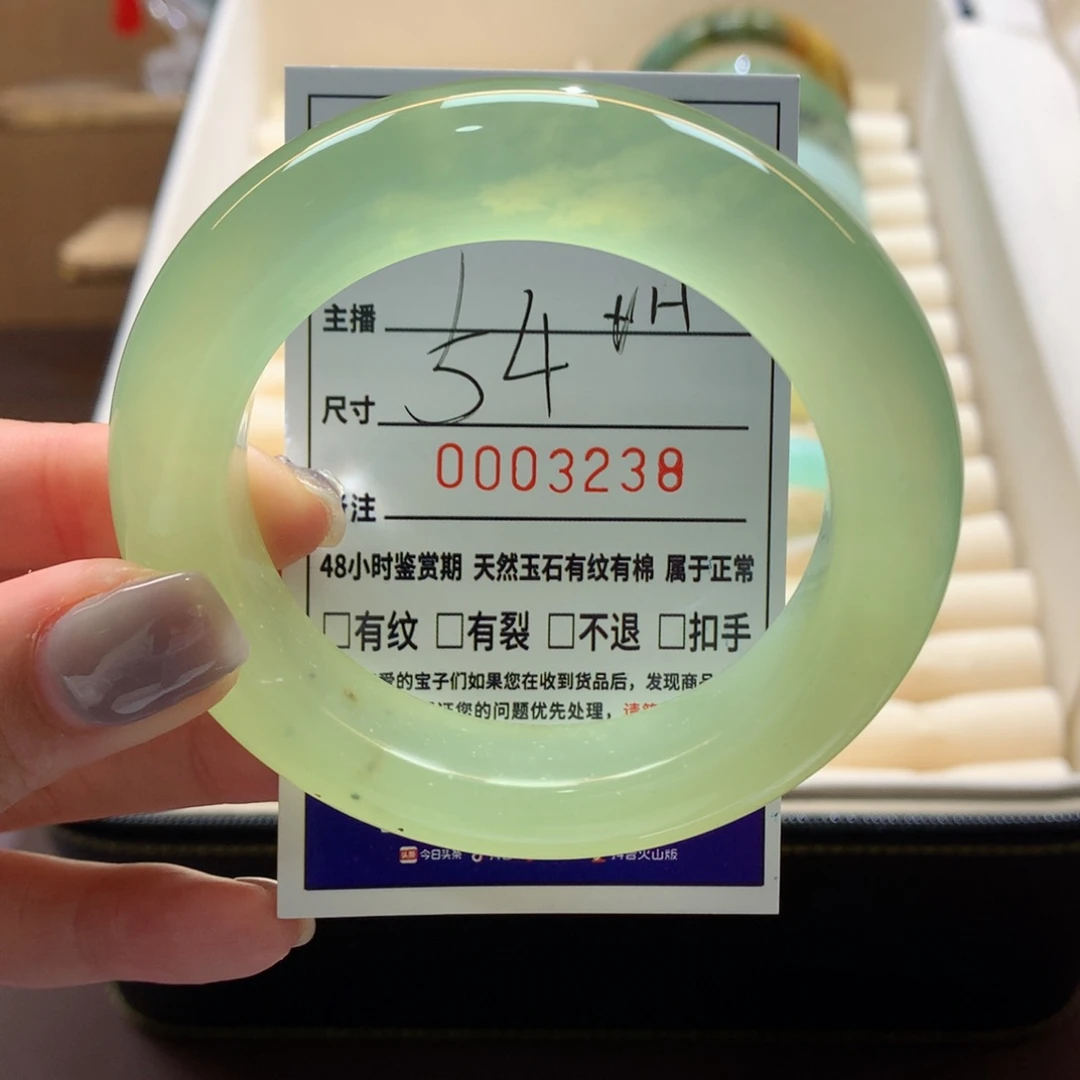 主播
尺寸 54
0003238
注
48小时鉴赏期 天然玉石有纹有棉 属于正常
□有纹 □有裂 □不退 □扣手
爱的宝子们如果您在收到货品后，发现商
您的问题优先处理，请
今日头条 火山版